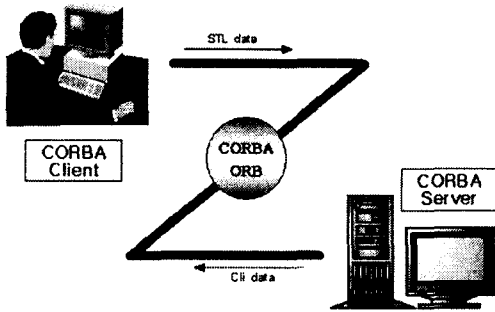 STL data
CORBA
Client
CORBA
ORB
CORBA
Server
Cli data